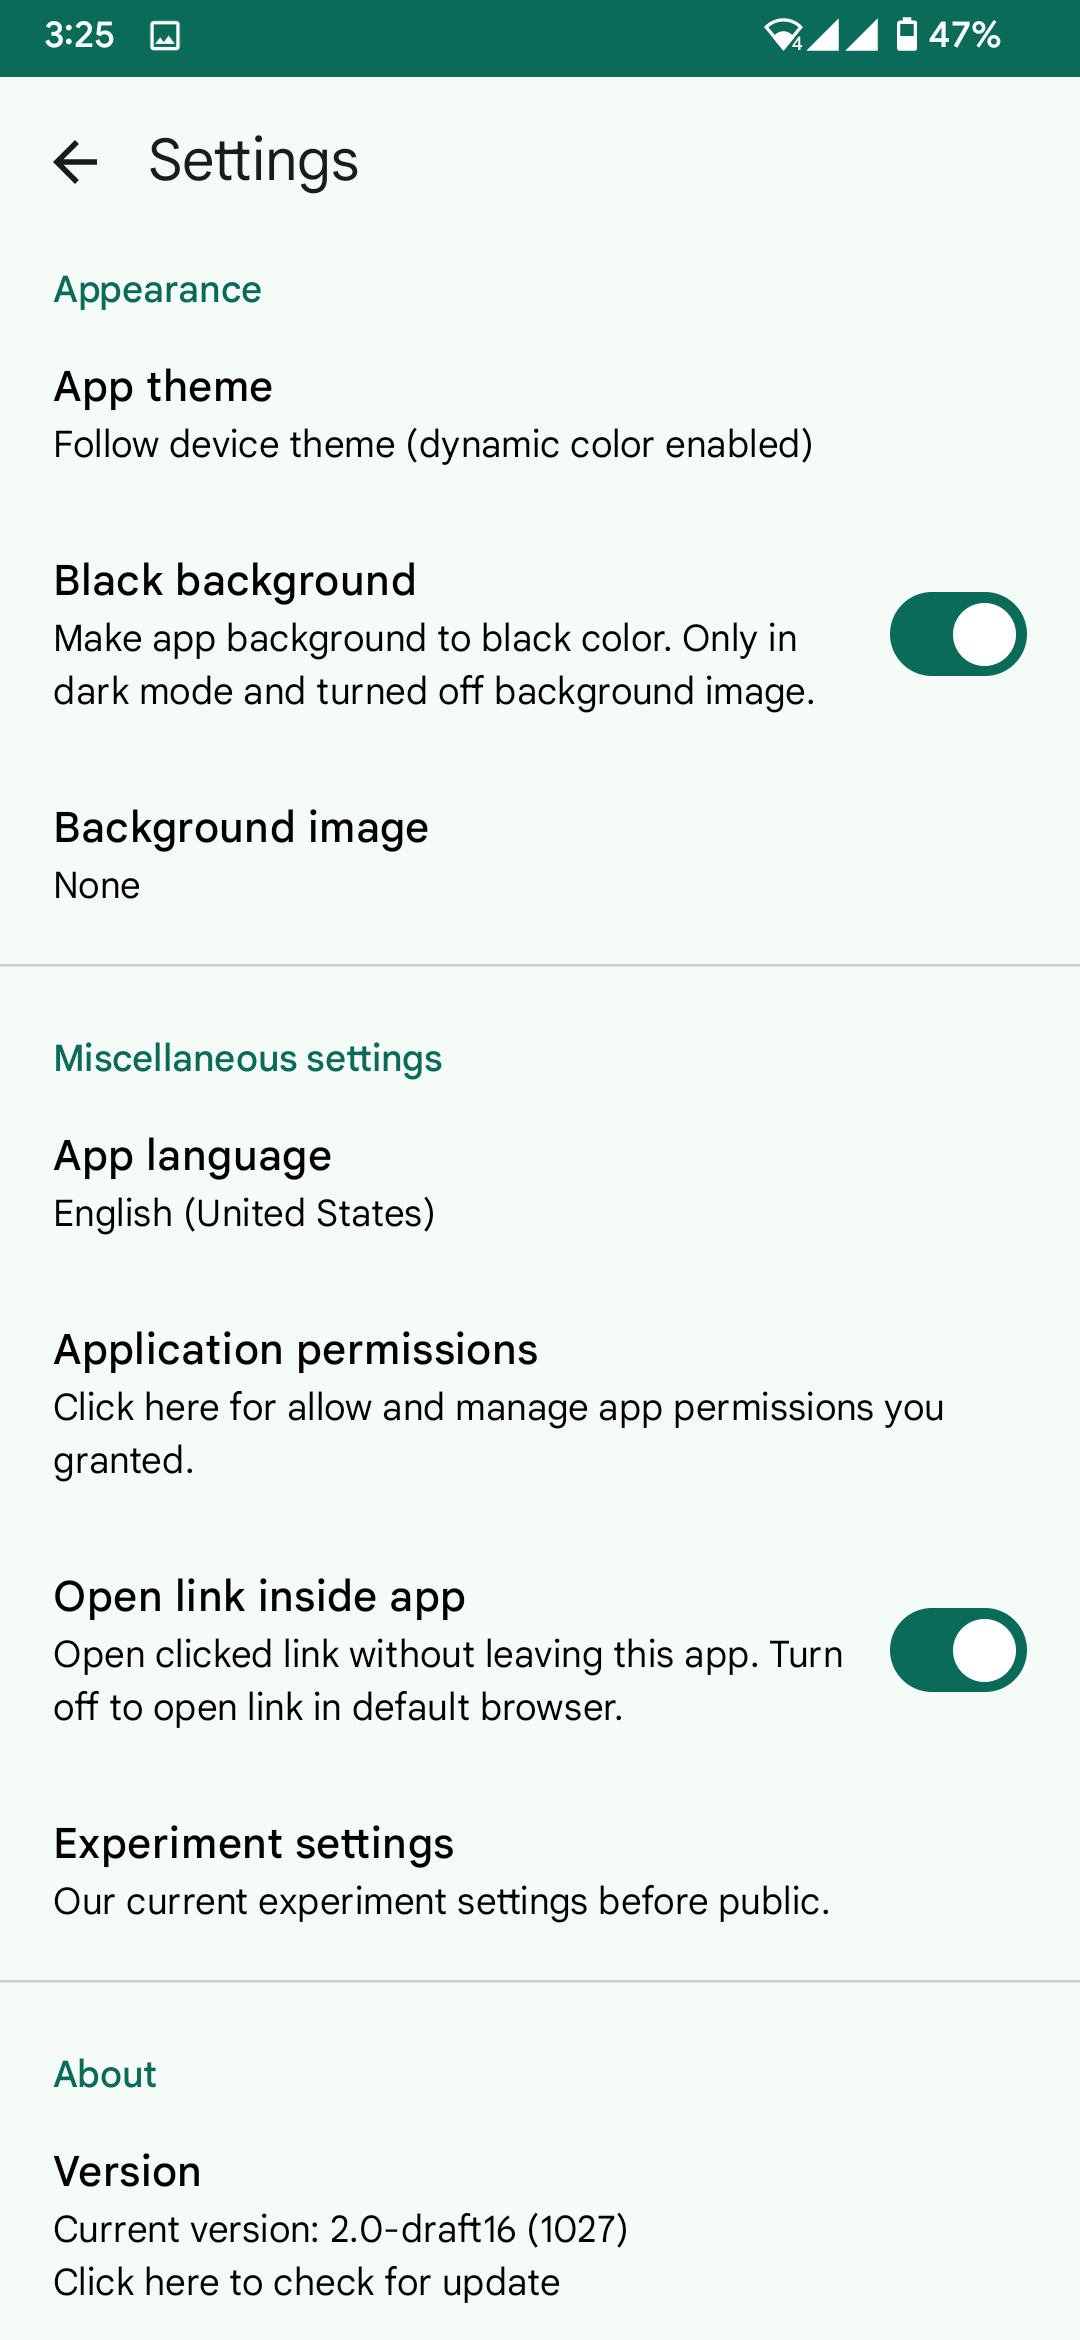 3:25
4
47%
Settings
Appearance
App theme
Follow device theme (dynamic color enabled)
Black background
Make app background to black color. Only in
dark mode and turned off background image.
Background image
None
Miscellaneous settings
App language
English (United States)
Application permissions
Click here for allow and manage app permissions you
granted.
Open link inside app
Open clicked link without leaving this app. Turn
off to open link in default browser.
Experiment settings
Our current experiment settings before public.
About
Version
Current version: 2.0-draft16 (1027)
Click here to check for update